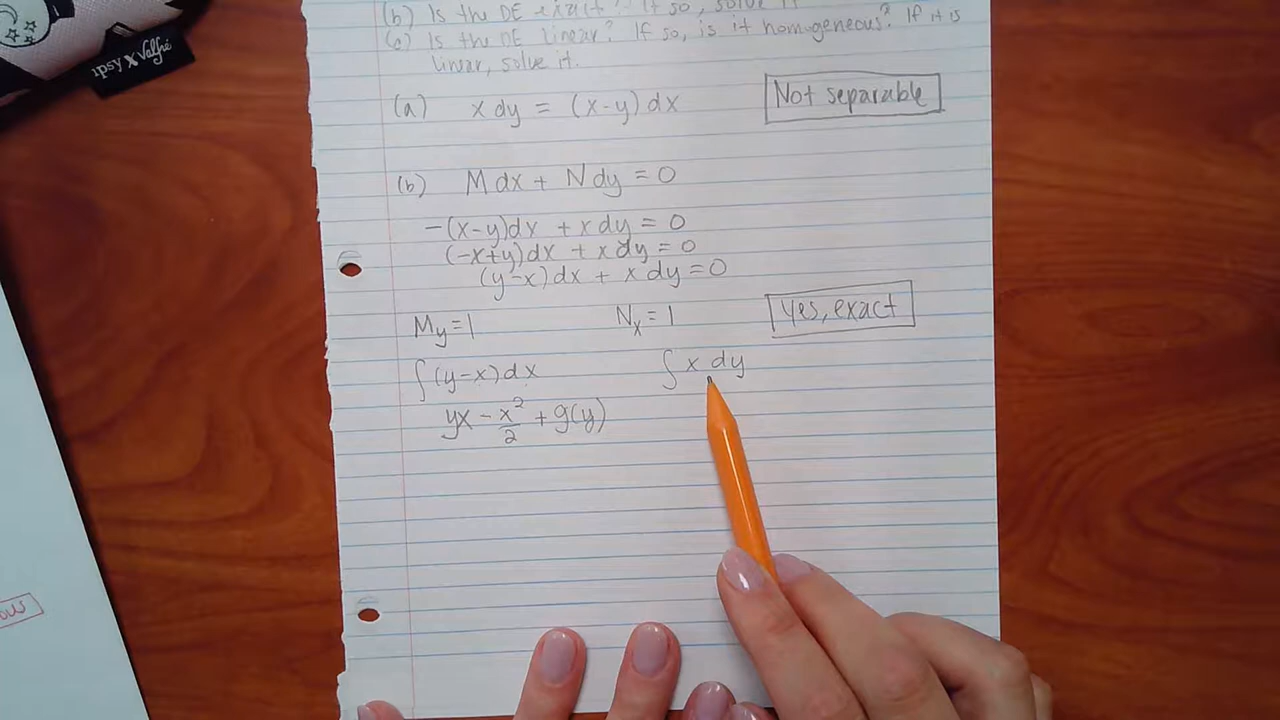 (b) Is the DE exact? If so, solve it
(c) Is the DE linear? If so, is it homogeneous? If it is
linear, solve it.
ipsy x Valfré
(a) x dy = (x-y) dx
Not separable
(b) M dx + N dy = 0
-(x-y)dx + x dy = 0
(-x+y)dx + x dy = 0
(y-x)dx + x dy = 0
My = 1 Nx = 1
Yes, exact
∫(y-x)dx ∫x dy
yx - x²/2 + g(y)